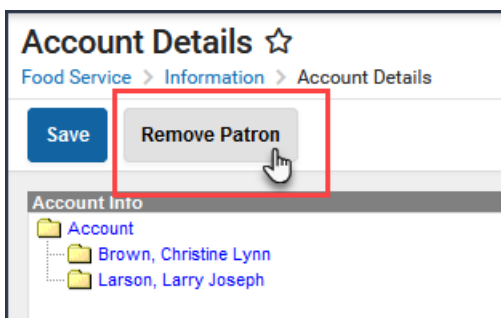 Account Details
Food Service > Information > Account Details
Save Remove Patron
Account Info
Account
Brown, Christine Lynn
Larson, Larry Joseph